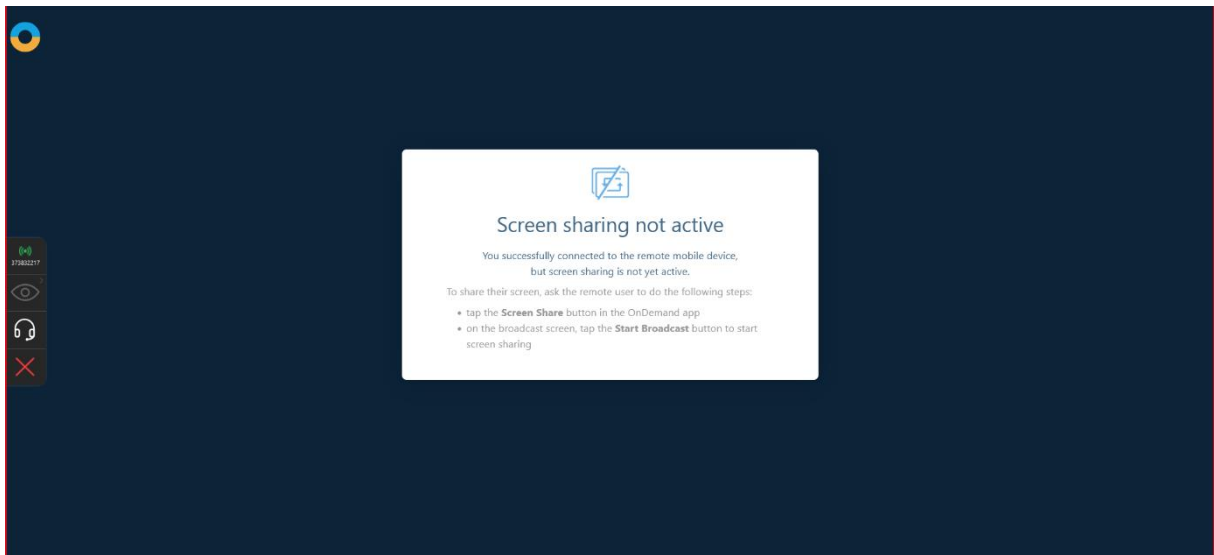 Screen sharing not active
You successfully connected to the remote mobile device,
but screen sharing is not yet active.
To share their screen, ask the remote user to do the following steps:
• tap the Screen Share button in the OnDemand app
• on the broadcast screen, tap the Start Broadcast button to start
screen sharing
373832217